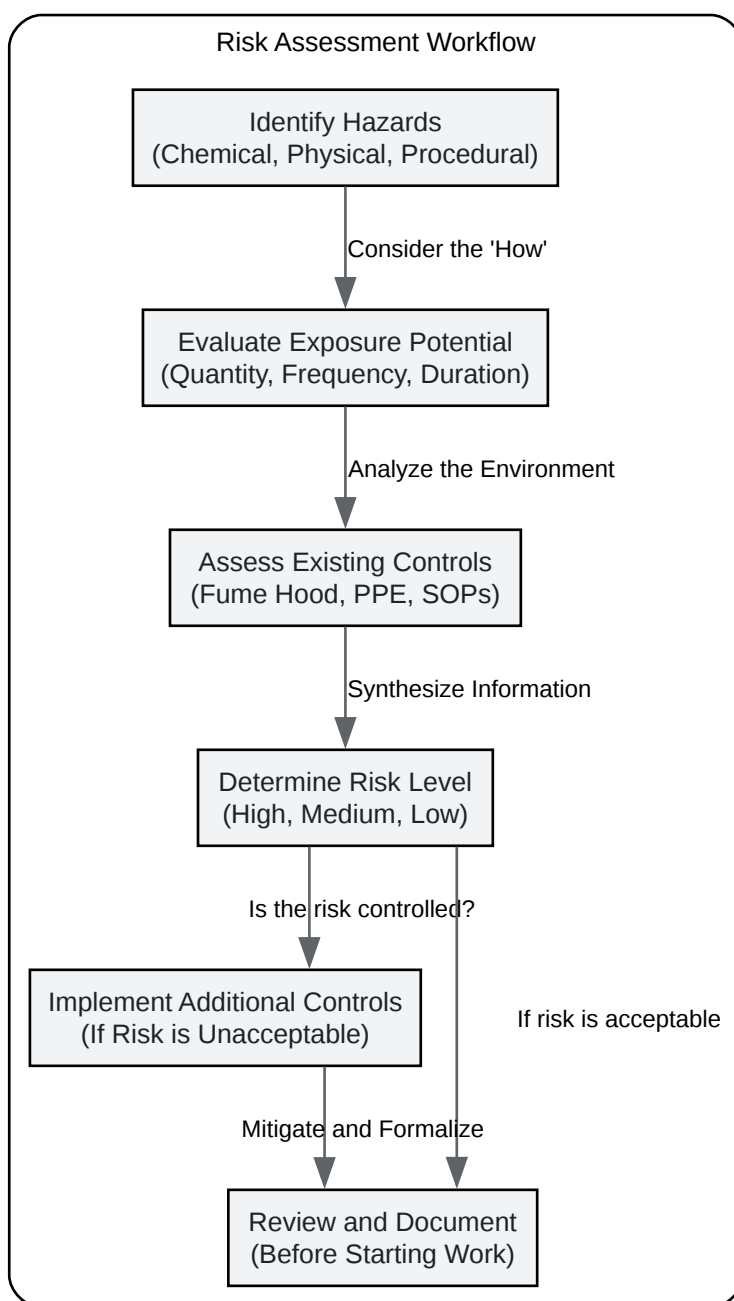 Risk Assessment Workflow
Identify Hazards
(Chemical, Physical, Procedural)
Consider the 'How'
Evaluate Exposure Potential
(Quantity, Frequency, Duration)
Analyze the Environment
Assess Existing Controls
(Fume Hood, PPE, SOPs)
Synthesize Information
Determine Risk Level
(High, Medium, Low)
Is the risk controlled?
Implement Additional Controls
(If Risk is Unacceptable)
If risk is acceptable
Mitigate and Formalize
Review and Document
(Before Starting Work)